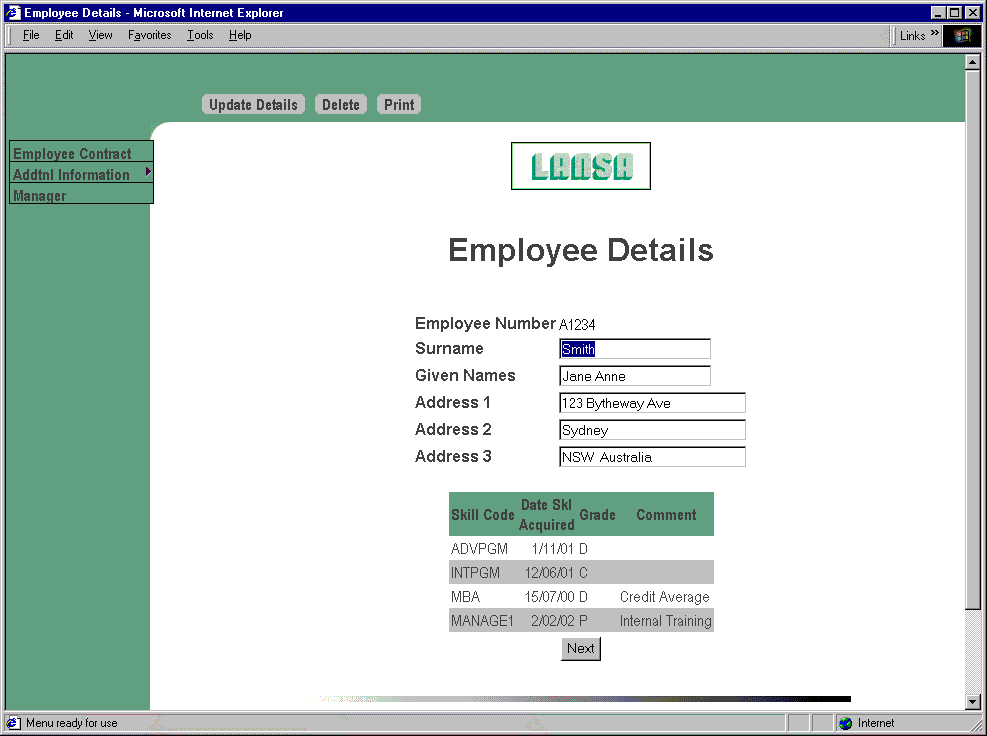 Employee Details - Microsoft Internet Explorer
File Edit View Favorites Tools Help Links »
Update Details Delete Print
Employee Contract
Addtnl Information
Manager
LANSA
Employee Details
Employee Number A1234
Surname Smith
Given Names Jane Anne
Address 1 123 Bytheway Ave
Address 2 Sydney
Address 3 NSW Australia
Skill Code Date Skl Acquired Grade Comment
ADVPGM 1/11/01 D
INTPGM 12/06/01 C
MBA 15/07/00 D Credit Average
MANAGE1 2/02/02 P Internal Training
Next
Menu ready for use Internet